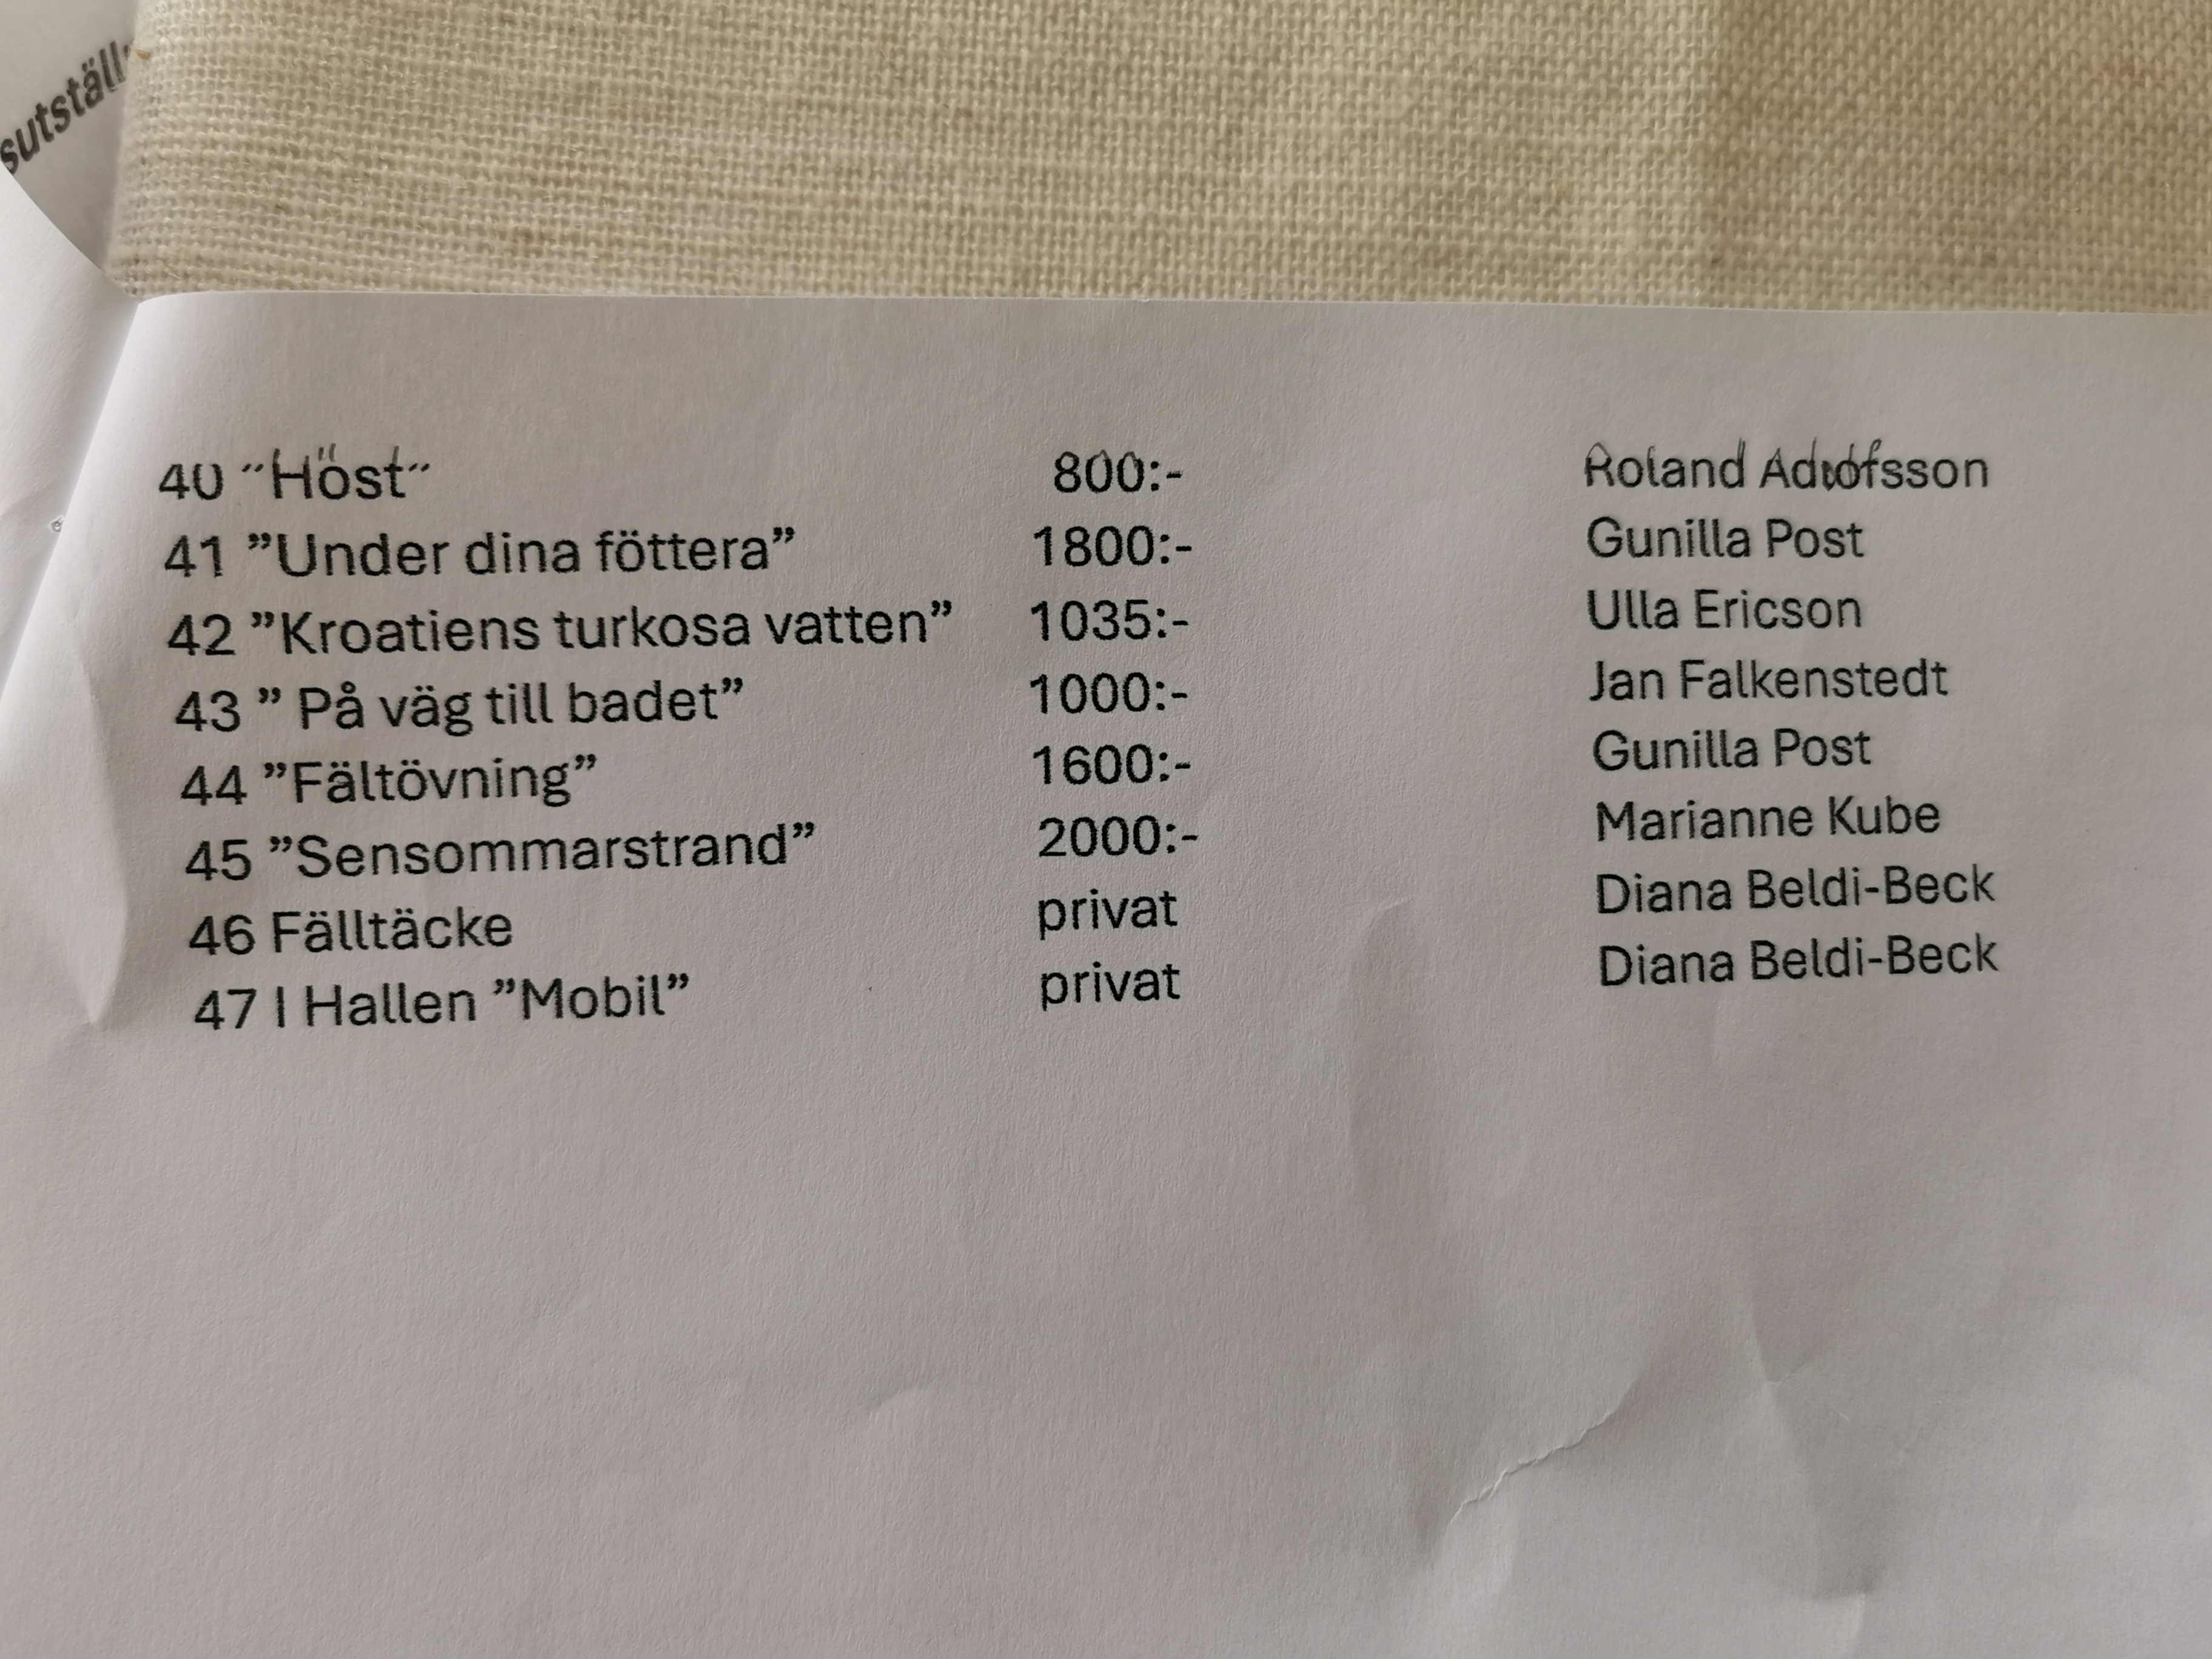 sutställ
40 ”Höst” 800:- Roland Adolfsson
41 ”Under dina föttera” 1800:- Gunilla Post
42 ”Kroatiens turkosa vatten” 1035:- Ulla Ericson
43 ” På väg till badet” 1000:- Jan Falkenstedt
44 ”Fältövning” 1600:- Gunilla Post
45 ”Sensommarstrand” 2000:- Marianne Kube
46 Fälltäcke privat Diana Beldi-Beck
47 I Hallen ”Mobil” privat Diana Beldi-Beck